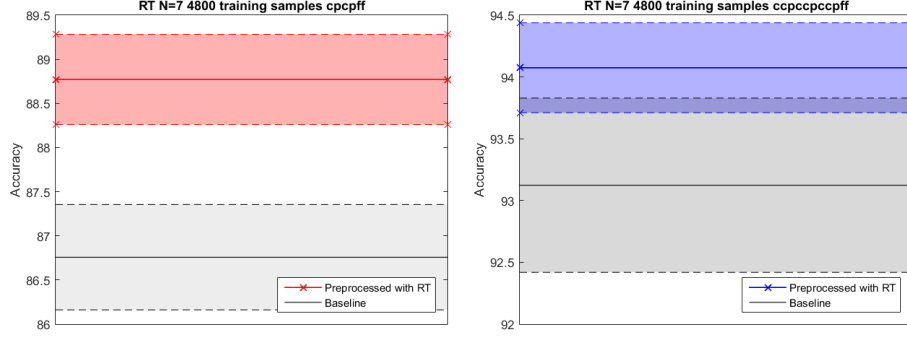 RT N=7 4800 training samples cpcpff
89.5
89
88.5
88
87.5
87
86.5
86
Accuracy
Preprocessed with RT
Baseline
RT N=7 4800 training samples ccpccpccpff
94.5
94
93.5
93
92.5
92
Accuracy
Preprocessed with RT
Baseline